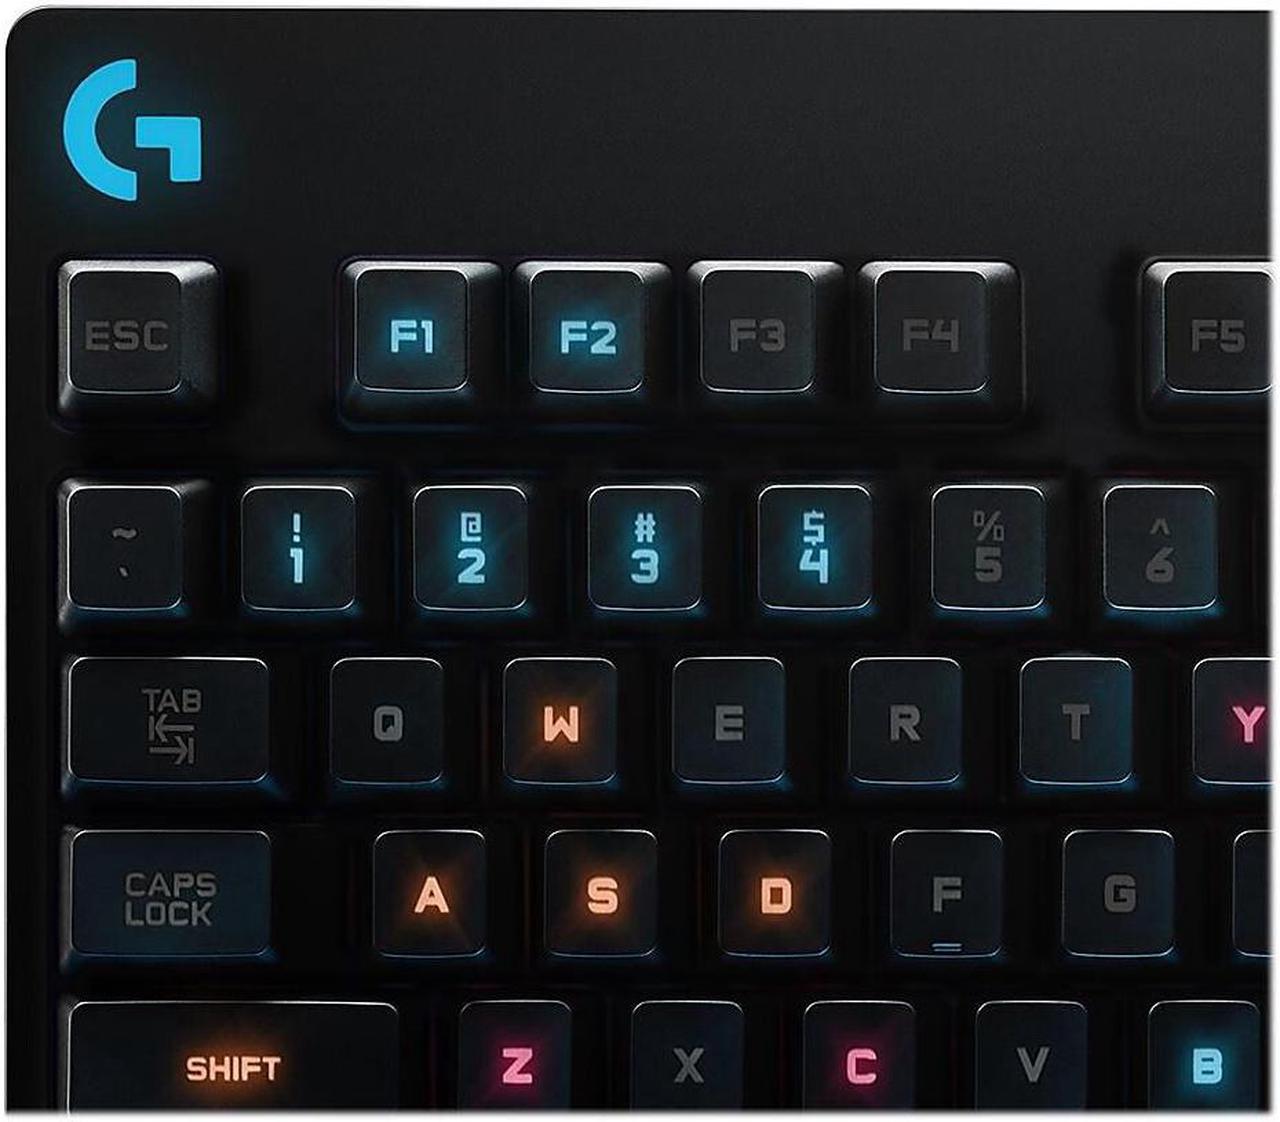 G
ESC F1 F2 F3 F4 F5
~ ! @ # $ % ^
` 1 2 3 4 5 6
TAB Q W E R T Y
CAPS
LOCK A S D F G
SHIFT Z X C V B